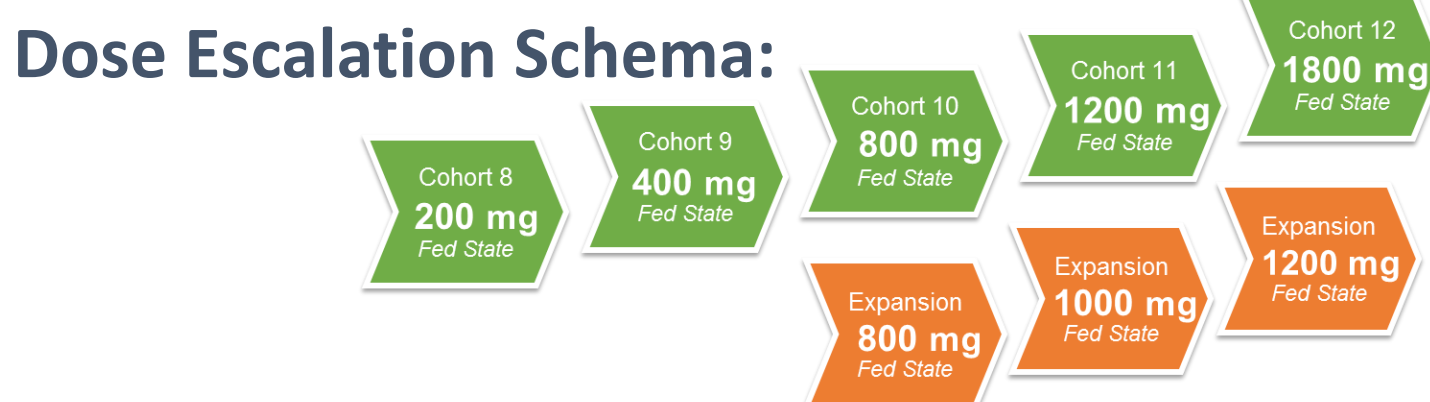 Dose Escalation Schema:
Cohort 8
200 mg
Fed State
Cohort 9
400 mg
Fed State
Cohort 10
800 mg
Fed State
Cohort 11
1200 mg
Fed State
Cohort 12
1800 mg
Fed State
Expansion
800 mg
Fed State
Expansion
1000 mg
Fed State
Expansion
1200 mg
Fed State